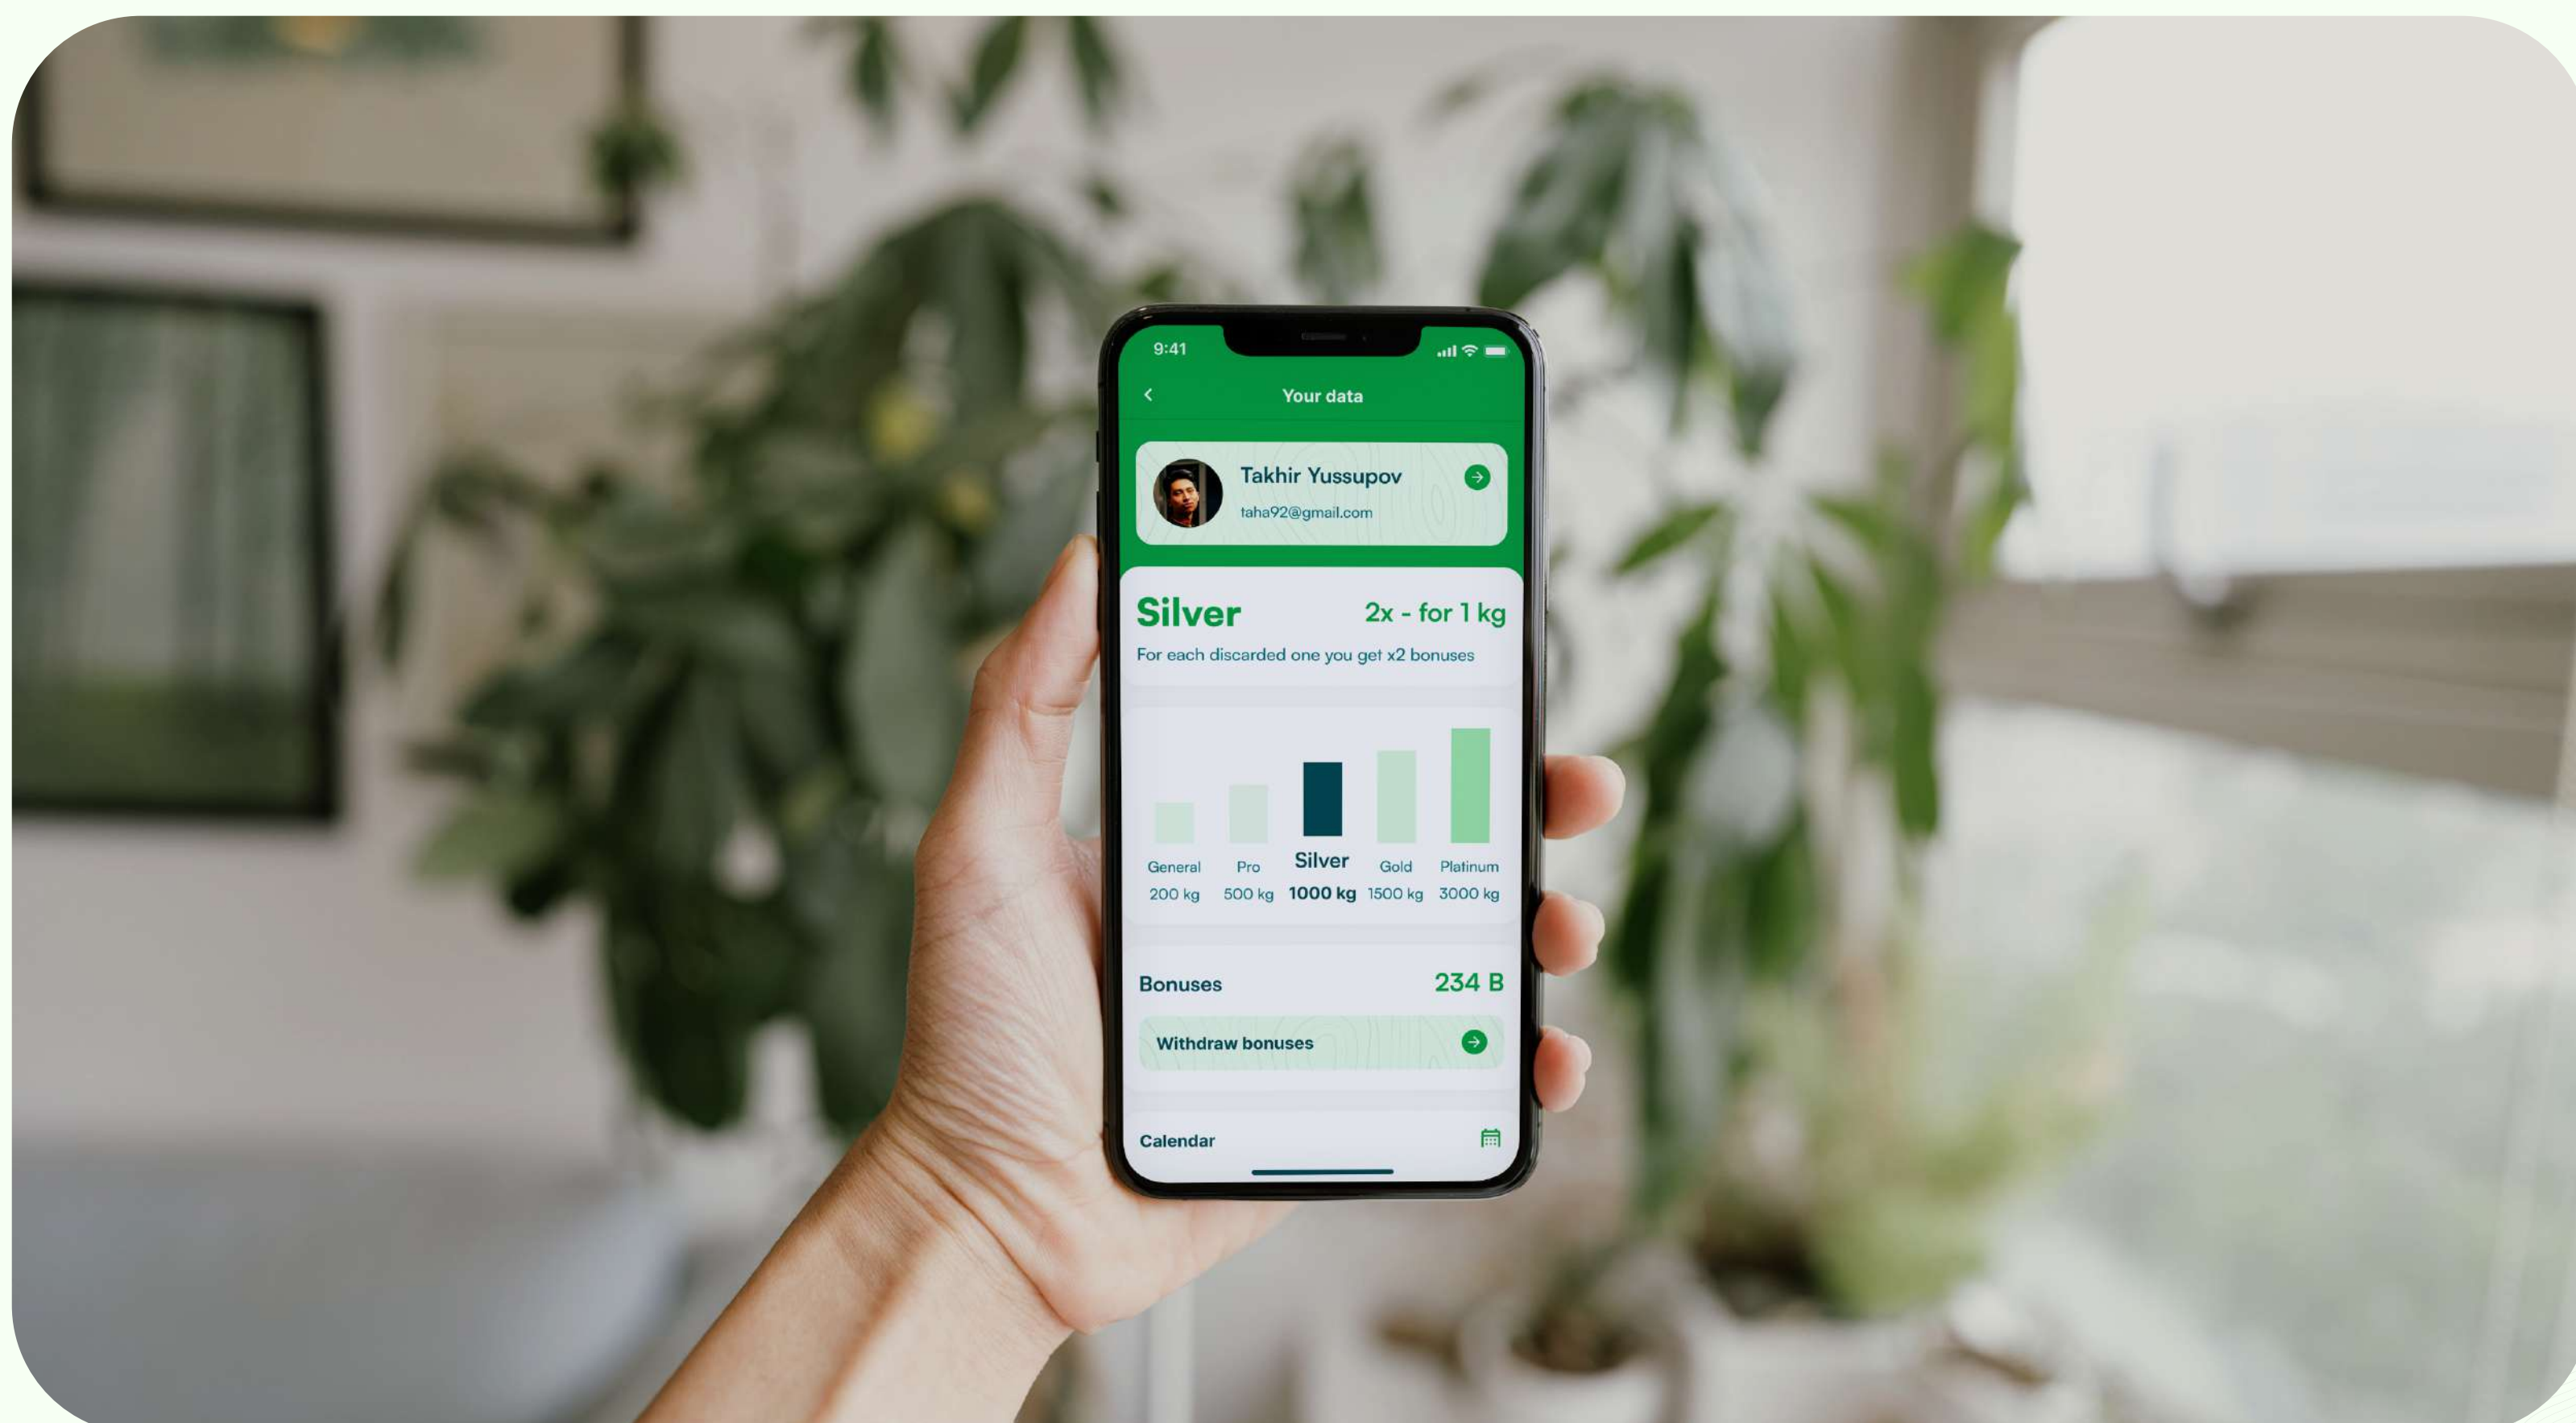 9:41
Your data
Takhir Yussupov
taha92@gmail.com
Silver
2x - for 1 kg
For each discarded one you get x2 bonuses
General Pro Silver Gold Platinum
200 kg 500 kg 1000 kg 1500 kg 3000 kg
Bonuses 234 B
Withdraw bonuses
Calendar